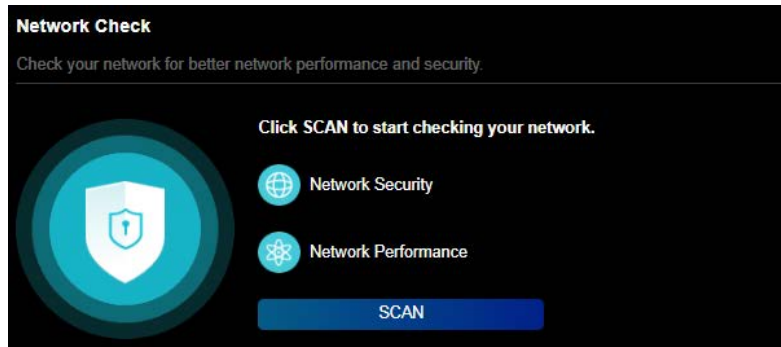 Network Check
Check your network for better network performance and security.
Click SCAN to start checking your network.
Network Security
Network Performance
SCAN